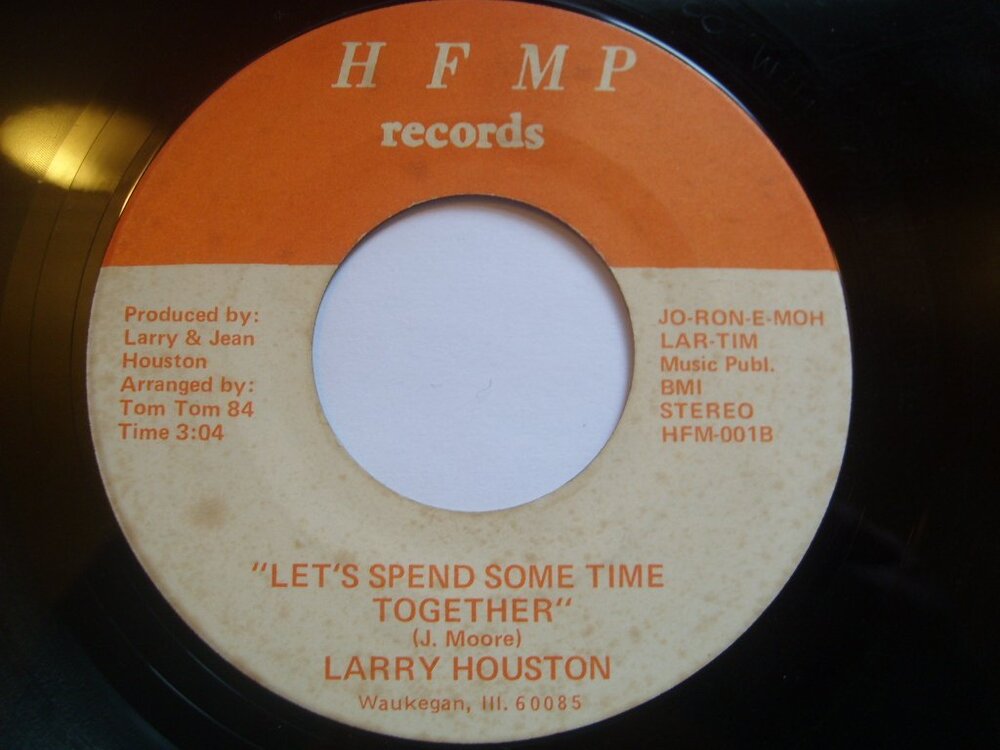 H F M P
records
Produced by:
Larry & Jean
Houston
Arranged by:
Tom Tom 84
Time 3:04
JO-RON-E-MOH
LAR-TIM
Music Publ.
BMI
STEREO
HFM-001B
"LET'S SPEND SOME TIME
TOGETHER"
(J. Moore)
LARRY HOUSTON
Waukegan, Ill. 60085